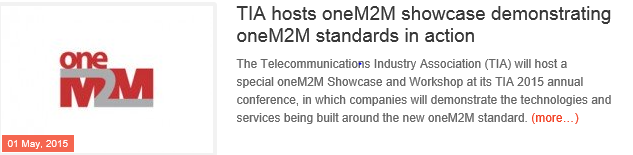 one
M2M
01 May, 2015
TIA hosts oneM2M showcase demonstrating
oneM2M standards in action
The Telecommunications Industry Association (TIA) will host a
special oneM2M Showcase and Workshop at its TIA 2015 annual
conference, in which companies will demonstrate the technologies and
services being built around the new oneM2M standard. (more...)